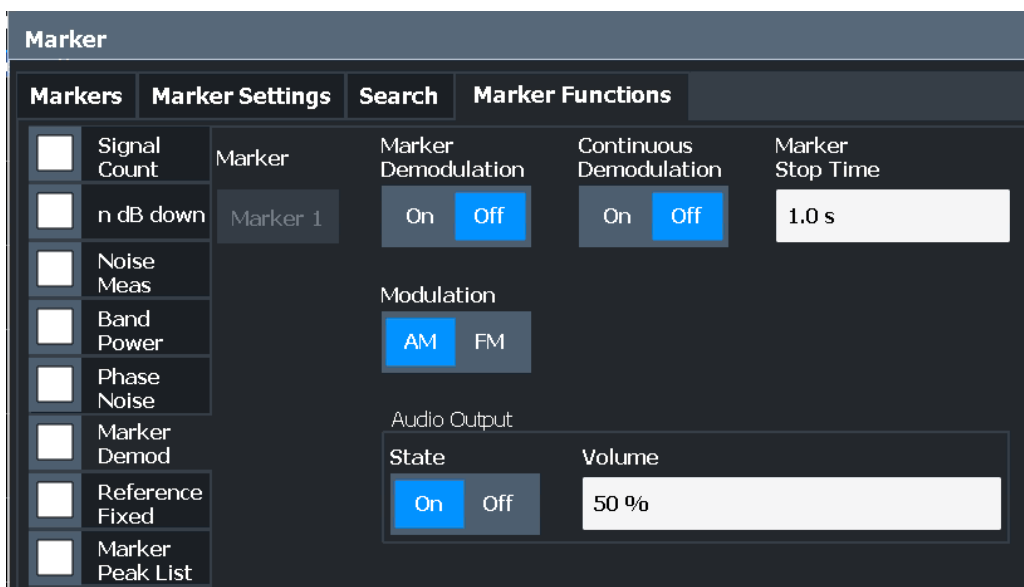 Marker
Markers Marker Settings Search Marker Functions
Signal
Count
n dB down
Noise
Meas
Band
Power
Phase
Noise
Marker
Demod
Reference
Fixed
Marker
Peak List
Marker
Marker 1
Marker
Demodulation
On Off
Continuous
Demodulation
On Off
Marker
Stop Time
1.0 s
Modulation
AM FM
Audio Output
State
On Off
Volume
50 %